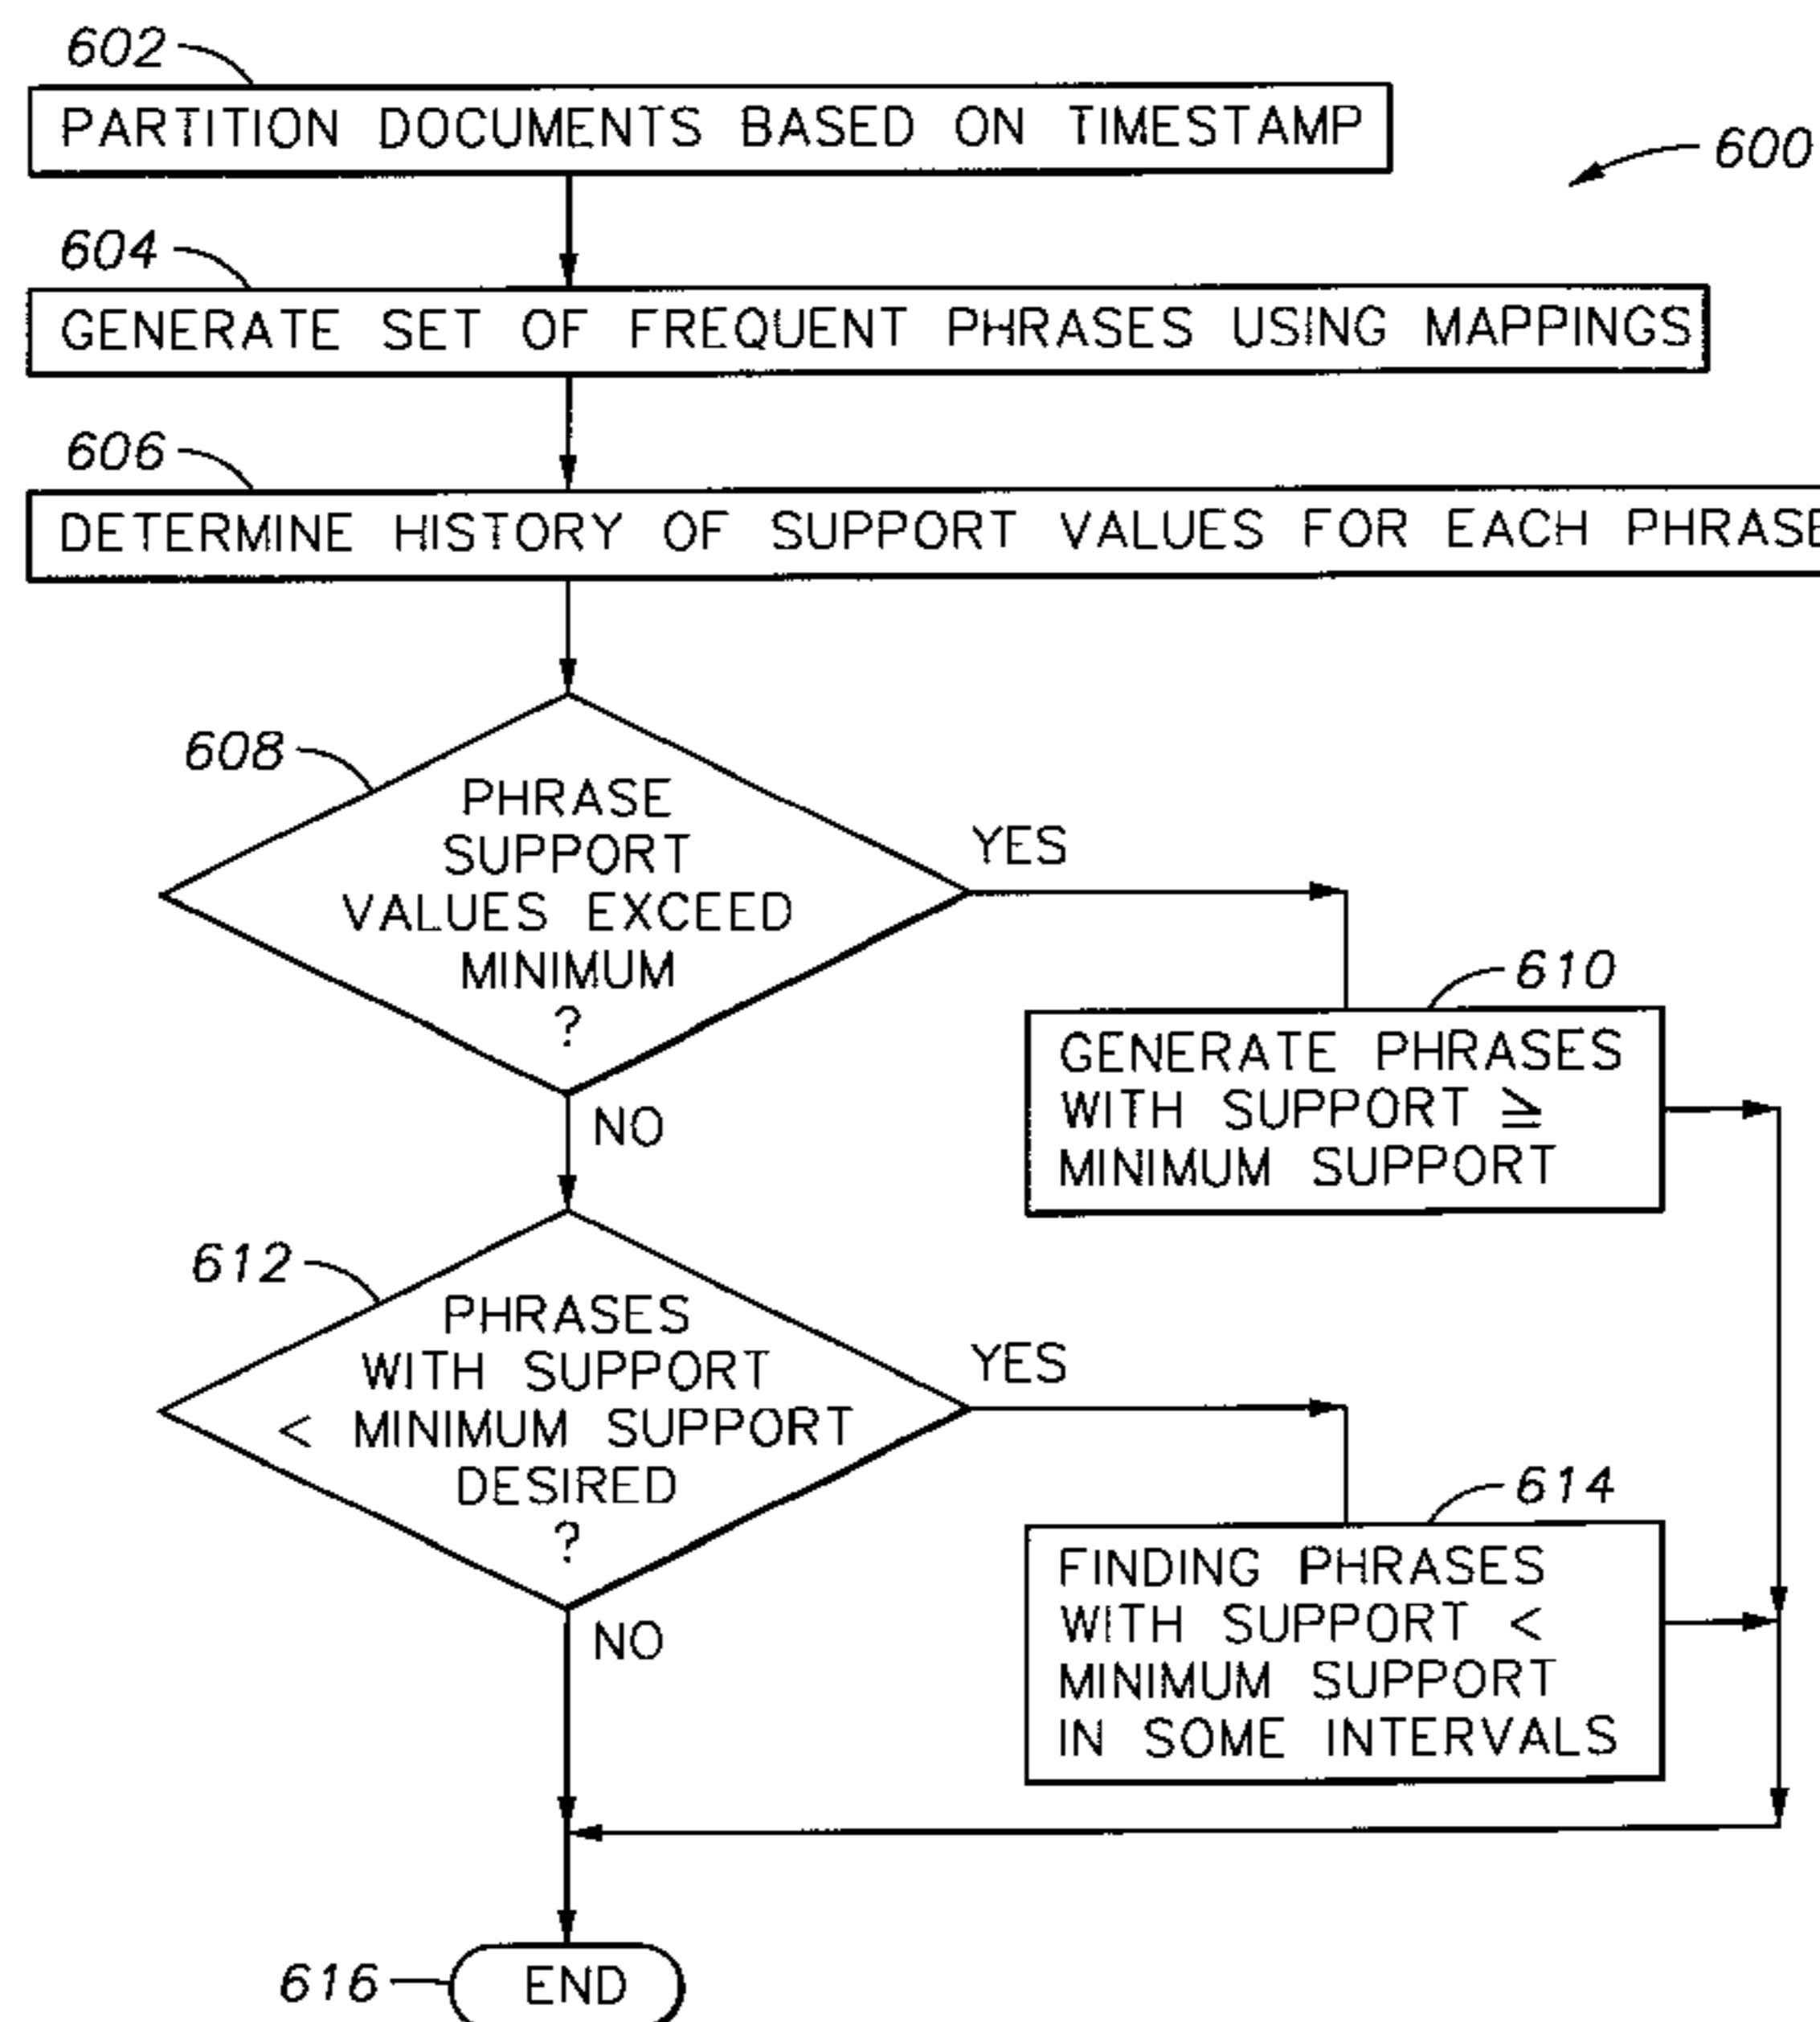 602
PARTITION DOCUMENTS BASED ON TIMESTAMP
600
604
GENERATE SET OF FREQUENT PHRASES USING MAPPINGS
606
DETERMINE HISTORY OF SUPPORT VALUES FOR EACH PHRASE
608
PHRASE
SUPPORT
VALUES EXCEED
MINIMUM
?
YES
NO
610
GENERATE PHRASES
WITH SUPPORT ≧
MINIMUM SUPPORT
612
PHRASES
WITH SUPPORT
< MINIMUM SUPPORT
DESIRED
?
YES
NO
614
FINDING PHRASES
WITH SUPPORT <
MINIMUM SUPPORT
IN SOME INTERVALS
616
END